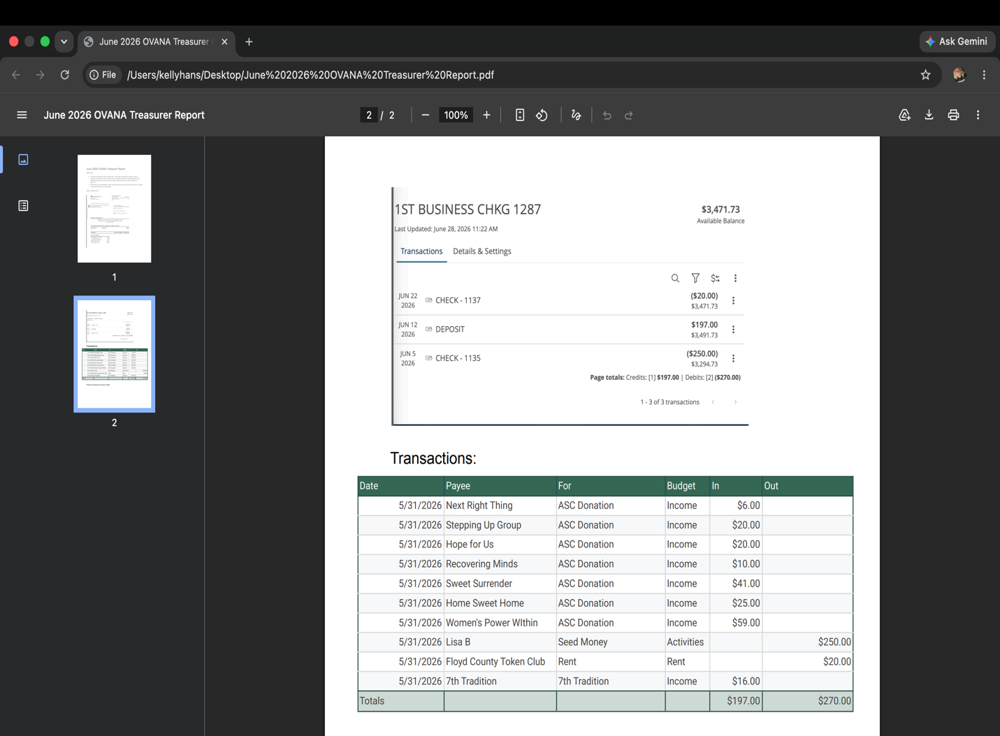 June 2026 OVANA Treasurer
Ask Gemini
File /Users/kellyhans/Desktop/June%202026%20OVANA%20Treasurer%20Report.pdf
June 2026 OVANA Treasurer Report
2 / 2
100%
June 2026 OVANA Treasurer Report
1
2
1ST BUSINESS CHKG 1287
$3,471.73
Last Updated: June 28, 2026 11:22 AM
Available Balance
Transactions Details & Settings
JUN 22 2026 CHECK - 1137 ($20.00) $3,471.73
JUN 12 2026 DEPOSIT $197.00 $3,491.73
JUN 5 2026 CHECK - 1135 ($250.00) $3,294.73
Page totals: Credits: [1] $197.00 | Debits: [2] ($270.00)
1 - 3 of 3 transactions
Transactions:
Date Payee For Budget In Out
5/31/2026 Next Right Thing ASC Donation Income $6.00
5/31/2026 Stepping Up Group ASC Donation Income $20.00
5/31/2026 Hope for Us ASC Donation Income $20.00
5/31/2026 Recovering Minds ASC Donation Income $10.00
5/31/2026 Sweet Surrender ASC Donation Income $41.00
5/31/2026 Home Sweet Home ASC Donation Income $25.00
5/31/2026 Women's Power WIthin ASC Donation Income $59.00
5/31/2026 Lisa B Seed Money Activities $250.00
5/31/2026 Floyd County Token Club Rent Rent $20.00
5/31/2026 7th Tradition 7th Tradition Income $16.00
Totals $197.00 $270.00